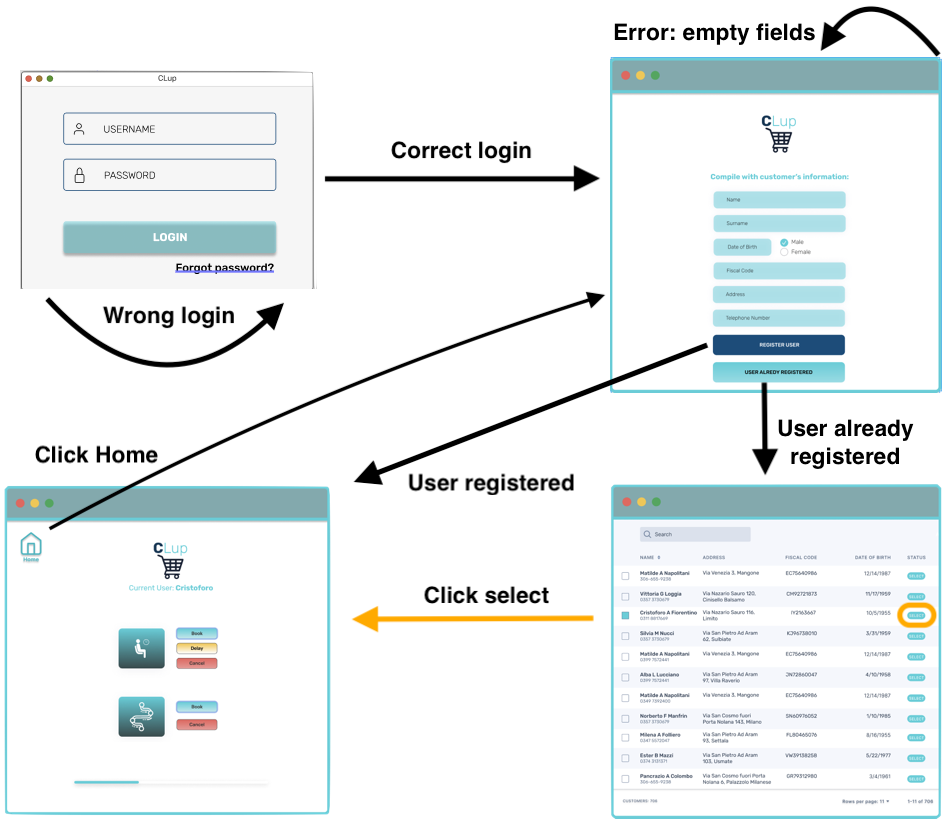 Error: empty fields
CLup
USERNAME
PASSWORD
LOGIN
Forgot password?
Wrong login
Correct login
CLup
Compile with customer's information:
Name
Surname
Date of Birth
Male
Female
Fiscal Code
Address
Telephone Number
REGISTER USER
USER ALREDY REGISTERED
User already
registered
User registered
Click Home
Home
CLup
Current User: Cristoforo
Book
Delay
Cancel
Book
Cancel
Click select
Search
NAME ADDRESS FISCAL CODE DATE OF BIRTH STATUS
Matilde A Napolitani Via Venezia 3, Mangone EC75640986 12/14/1987 SELECT
306-655-9238
Vittoria G Loggia Via Nazario Sauro 120, CM92721873 11/17/1959 SELECT
0357 3730679 Cinisello Balsamo
Cristoforo A Fiorentino Via Nazario Sauro 116, IY2163667 10/5/1955 SELECT
0311 8817669 Limito
Silvia M Nucci Via San Pietro Ad Aram KJ96738010 3/31/1959 SELECT
0357 3730679 62, Sulbiate
Matilde A Napolitani Via Venezia 3, Mangone EC75640986 12/14/1987 SELECT
0399 7572441
Alba L Lucciano Via San Pietro Ad Aram JN72860047 4/10/1958 SELECT
0399 7572441 97, Villa Raverio
Matilde A Napolitani Via Venezia 3, Mangone EC75640986 12/14/1987 SELECT
0349 7392405
Norberto F Manfrin Via San Cosmo fuori SN60976052 1/10/1985 SELECT
0357 3730679 Porta Nolana 143, Milano
Milena A Folliero Via San Pietro Ad Aram FL80465076 8/18/1955 SELECT
0347 6572047 93, Settala
Ester B Mazzi Via San Pietro Ad Aram VW39138258 5/22/1977 SELECT
0374 3121371 103, Usmate
Pancrazio A Colombo Via San Cosmo fuori Porta GR79312980 3/4/1981 SELECT
306-655-9238 Nolana 6, Palazzolo Milanese
CUSTOMERS: 706 Rows per page: 11 1-11 of 706